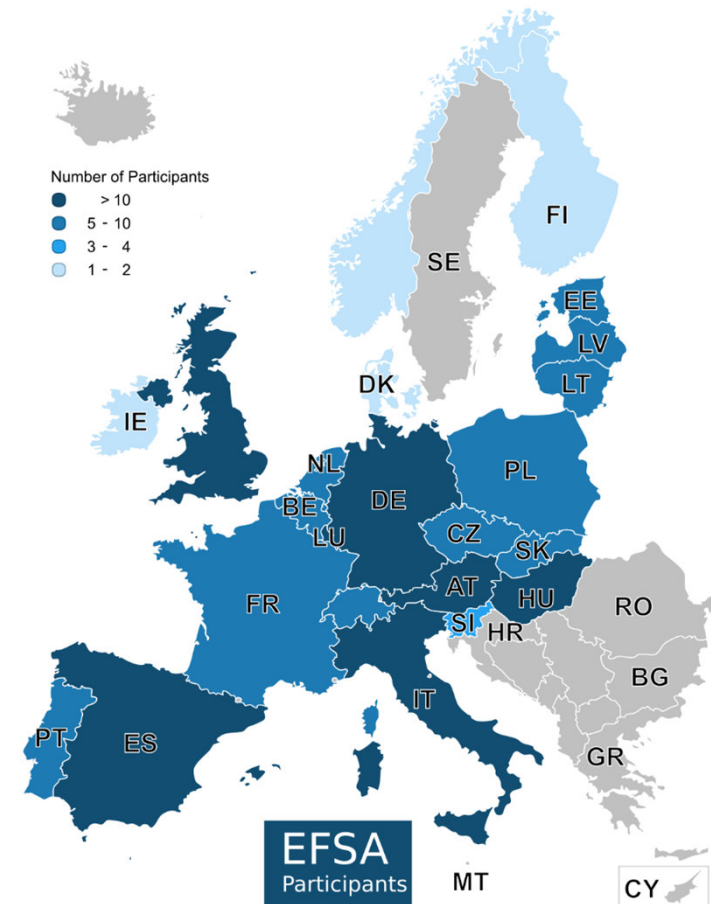 Number of Participants
> 10
5 - 10
3 - 4
1 - 2
FI
SE
EE
LV
LT
DK
IE
NL
PL
BE
DE
LU
CZ
SK
FR
AT
HU
SI
HR
RO
BG
IT
PT
ES
GR
EFSA
Participants
MT
CY